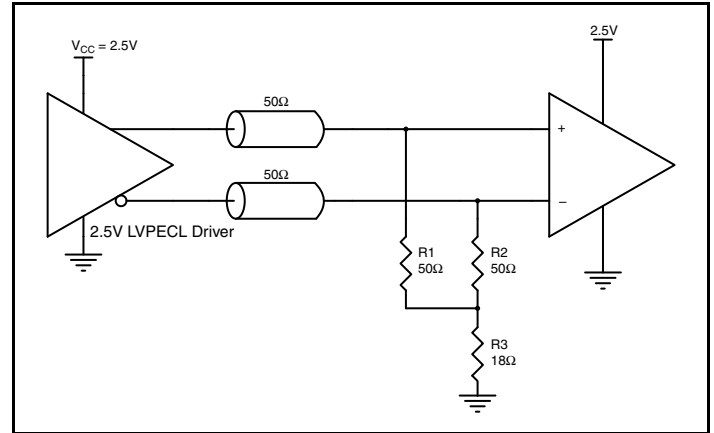 V_CC = 2.5V
2.5V
50Ω
+
50Ω
–
2.5V LVPECL Driver
R1
50Ω
R2
50Ω
R3
18Ω